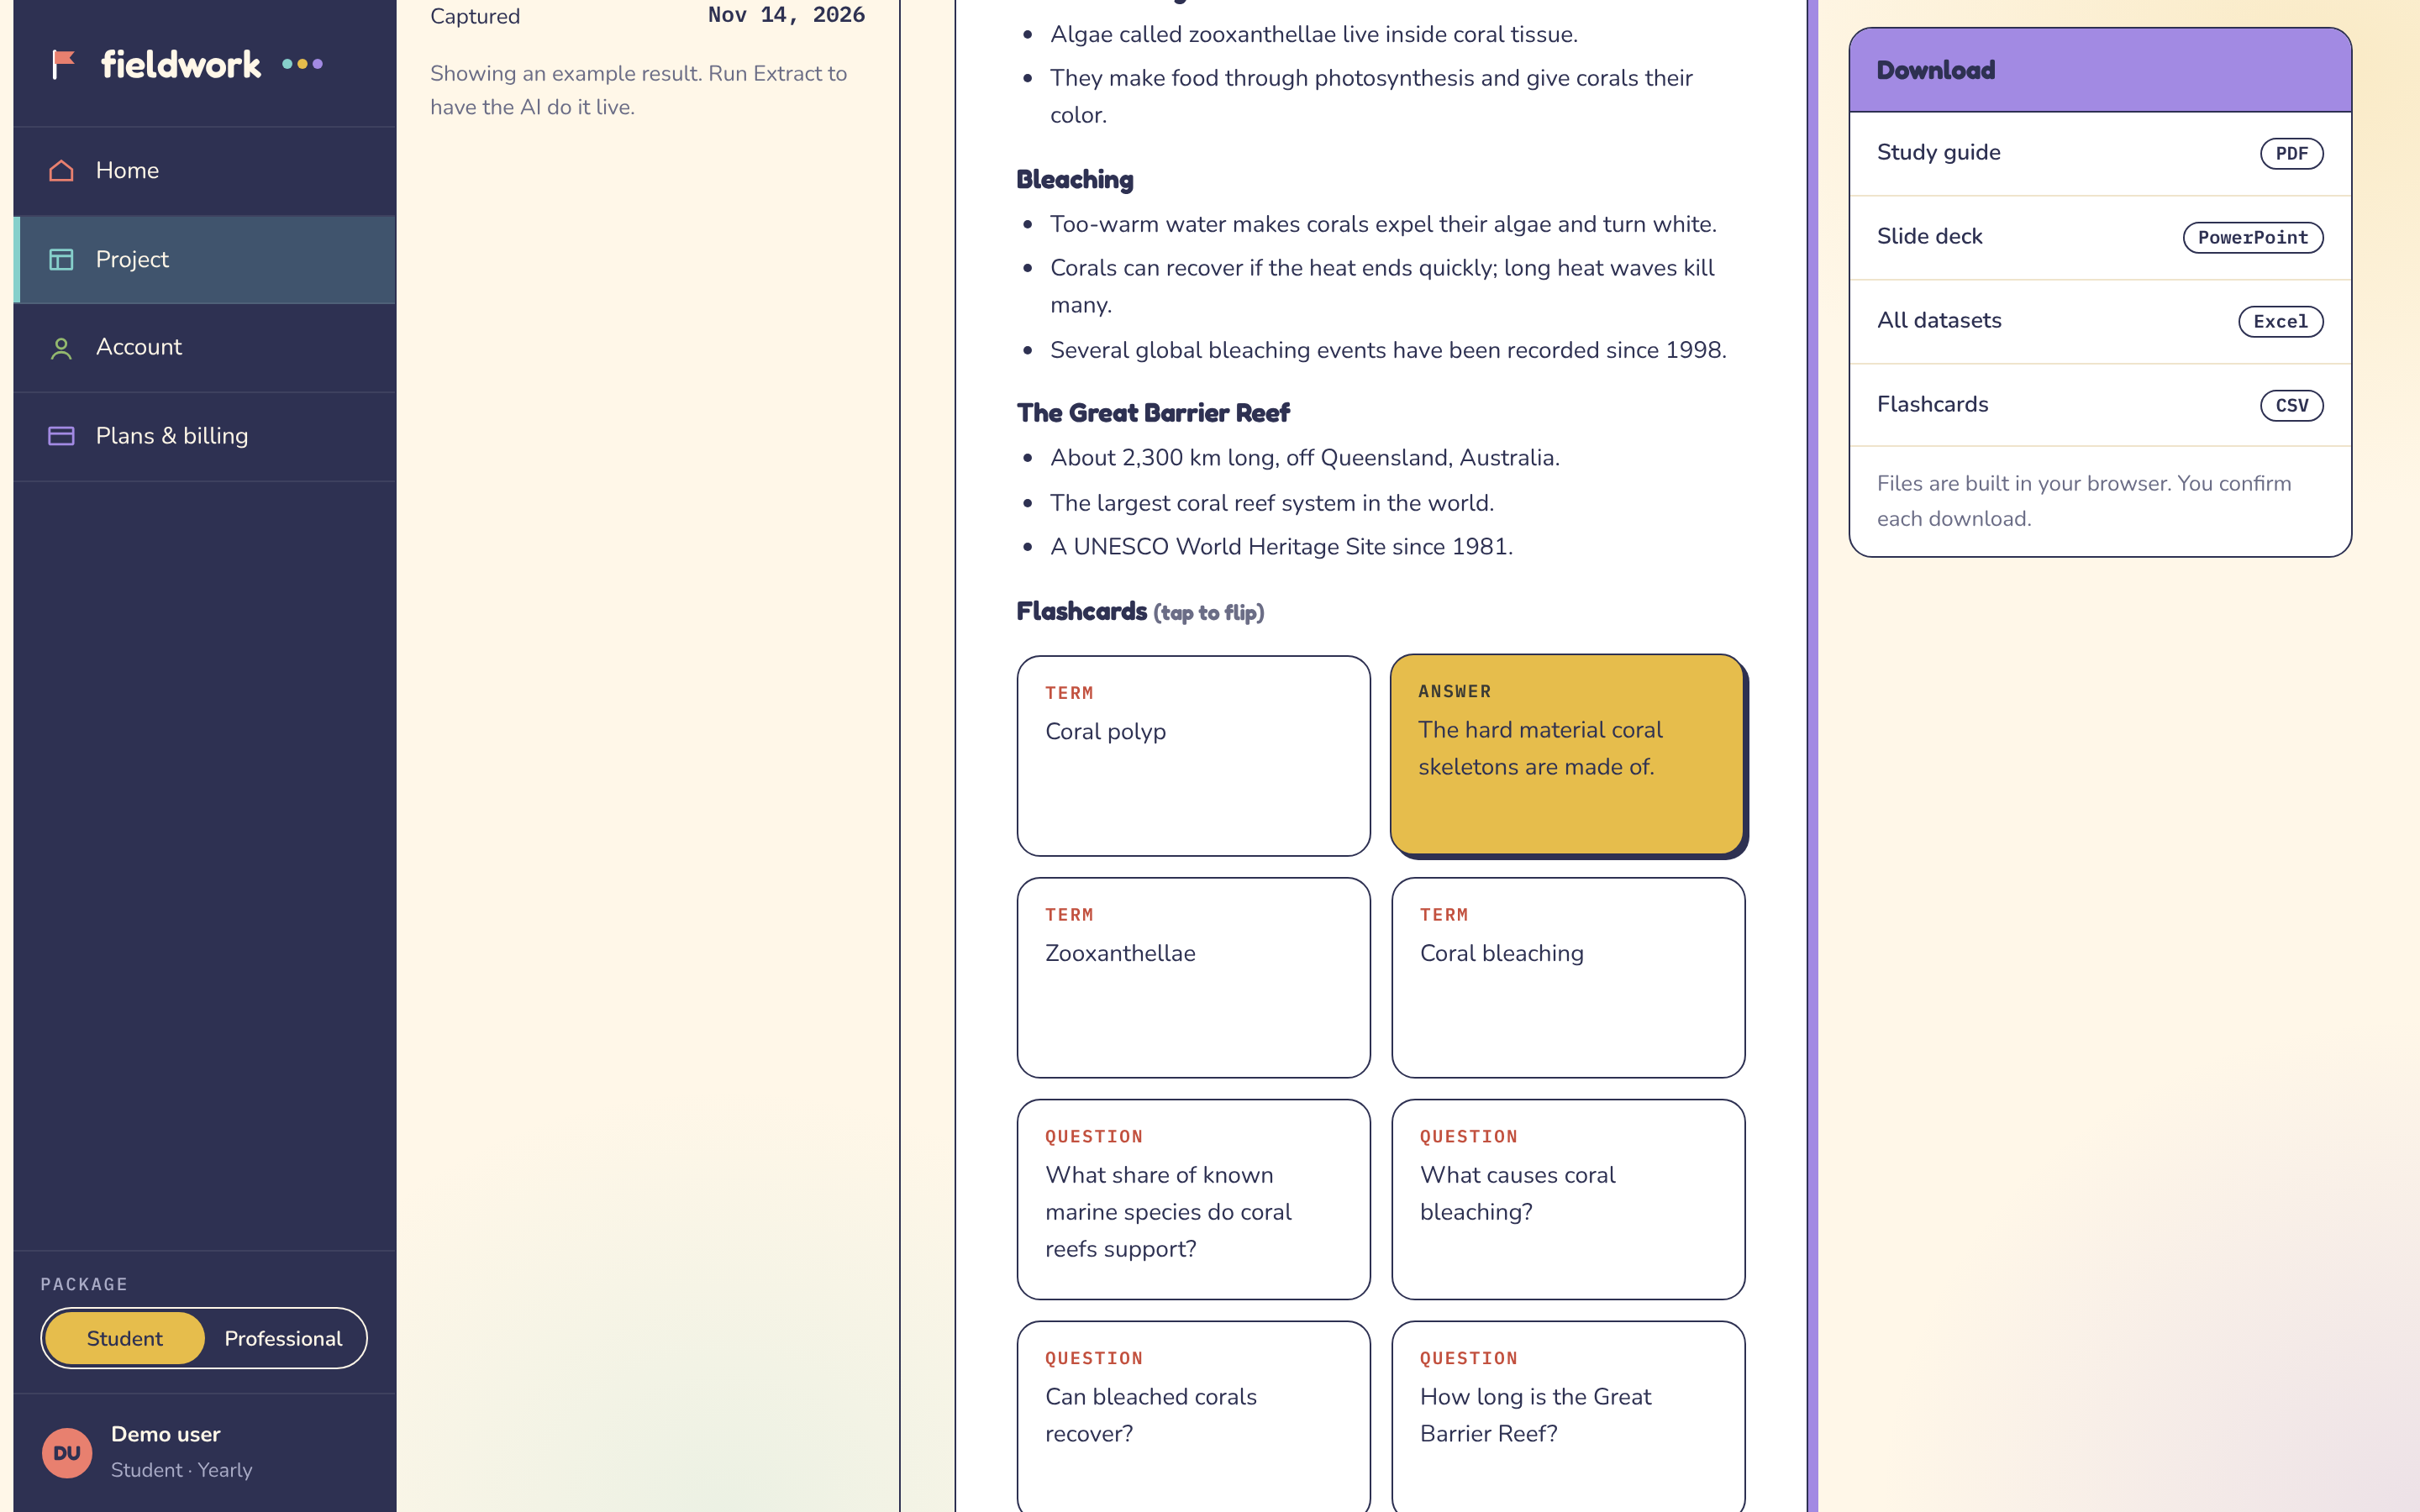 fieldwork
Home
Project
Account
Plans & billing
PACKAGE
Student
Professional
DU
Demo user
Student · Yearly
Captured
Nov 14, 2026
Showing an example result. Run Extract to
have the AI do it live.
Algae called zooxanthellae live inside coral tissue.
They make food through photosynthesis and give corals their
color.
Bleaching
Too-warm water makes corals expel their algae and turn white.
Corals can recover if the heat ends quickly; long heat waves kill
many.
Several global bleaching events have been recorded since 1998.
The Great Barrier Reef
About 2,300 km long, off Queensland, Australia.
The largest coral reef system in the world.
A UNESCO World Heritage Site since 1981.
Flashcards (tap to flip)
TERM
Coral polyp
ANSWER
The hard material coral
skeletons are made of.
TERM
Zooxanthellae
TERM
Coral bleaching
QUESTION
What share of known
marine species do coral
reefs support?
QUESTION
What causes coral
bleaching?
QUESTION
Can bleached corals
recover?
QUESTION
How long is the Great
Barrier Reef?
Download
Study guide
PDF
Slide deck
PowerPoint
All datasets
Excel
Flashcards
CSV
Files are built in your browser. You confirm
each download.